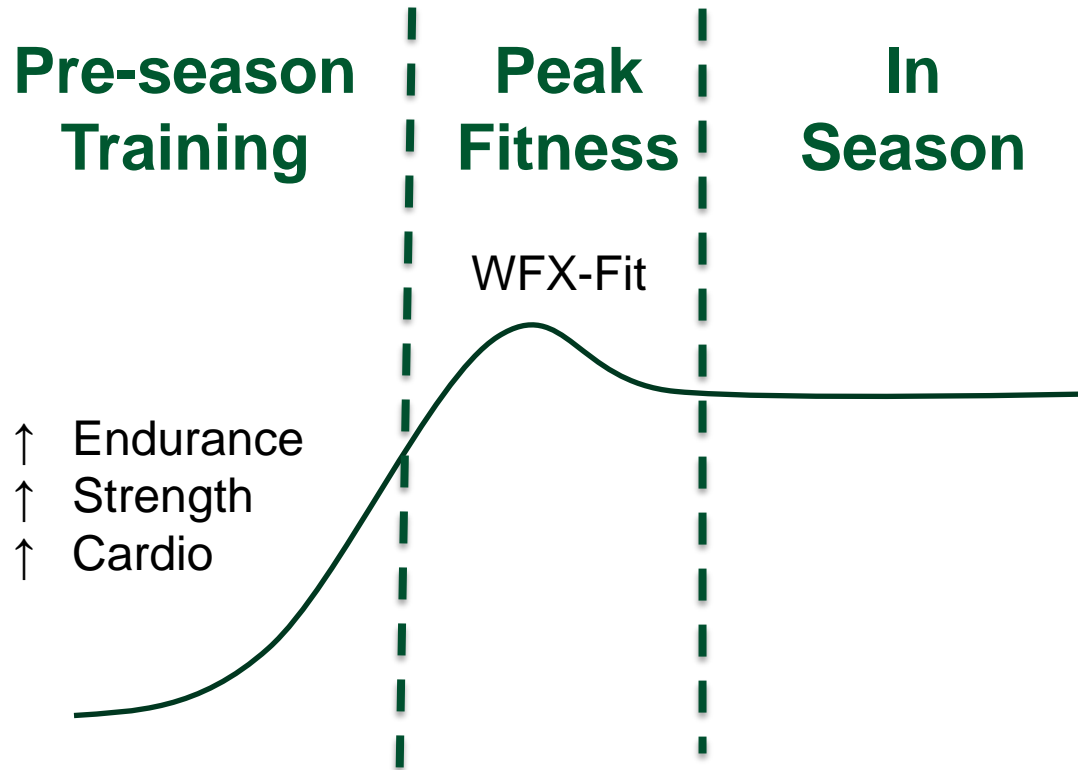 Pre-season
Training
Peak
Fitness
In
Season
WFX-Fit
↑ Endurance
↑ Strength
↑ Cardio